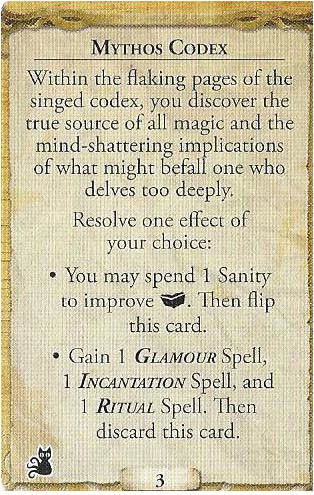 MYTHOS CODEX
Within the flaking pages of the
singed codex, you discover the
true source of all magic and the
mind-shattering implications
of what might befall one who
delves too deeply.
Resolve one effect of
your choice:
• You may spend 1 Sanity
to improve . Then flip
this card.
• Gain 1 GLAMOUR Spell,
1 INCANTATION Spell, and
1 RITUAL Spell. Then
discard this card.
3